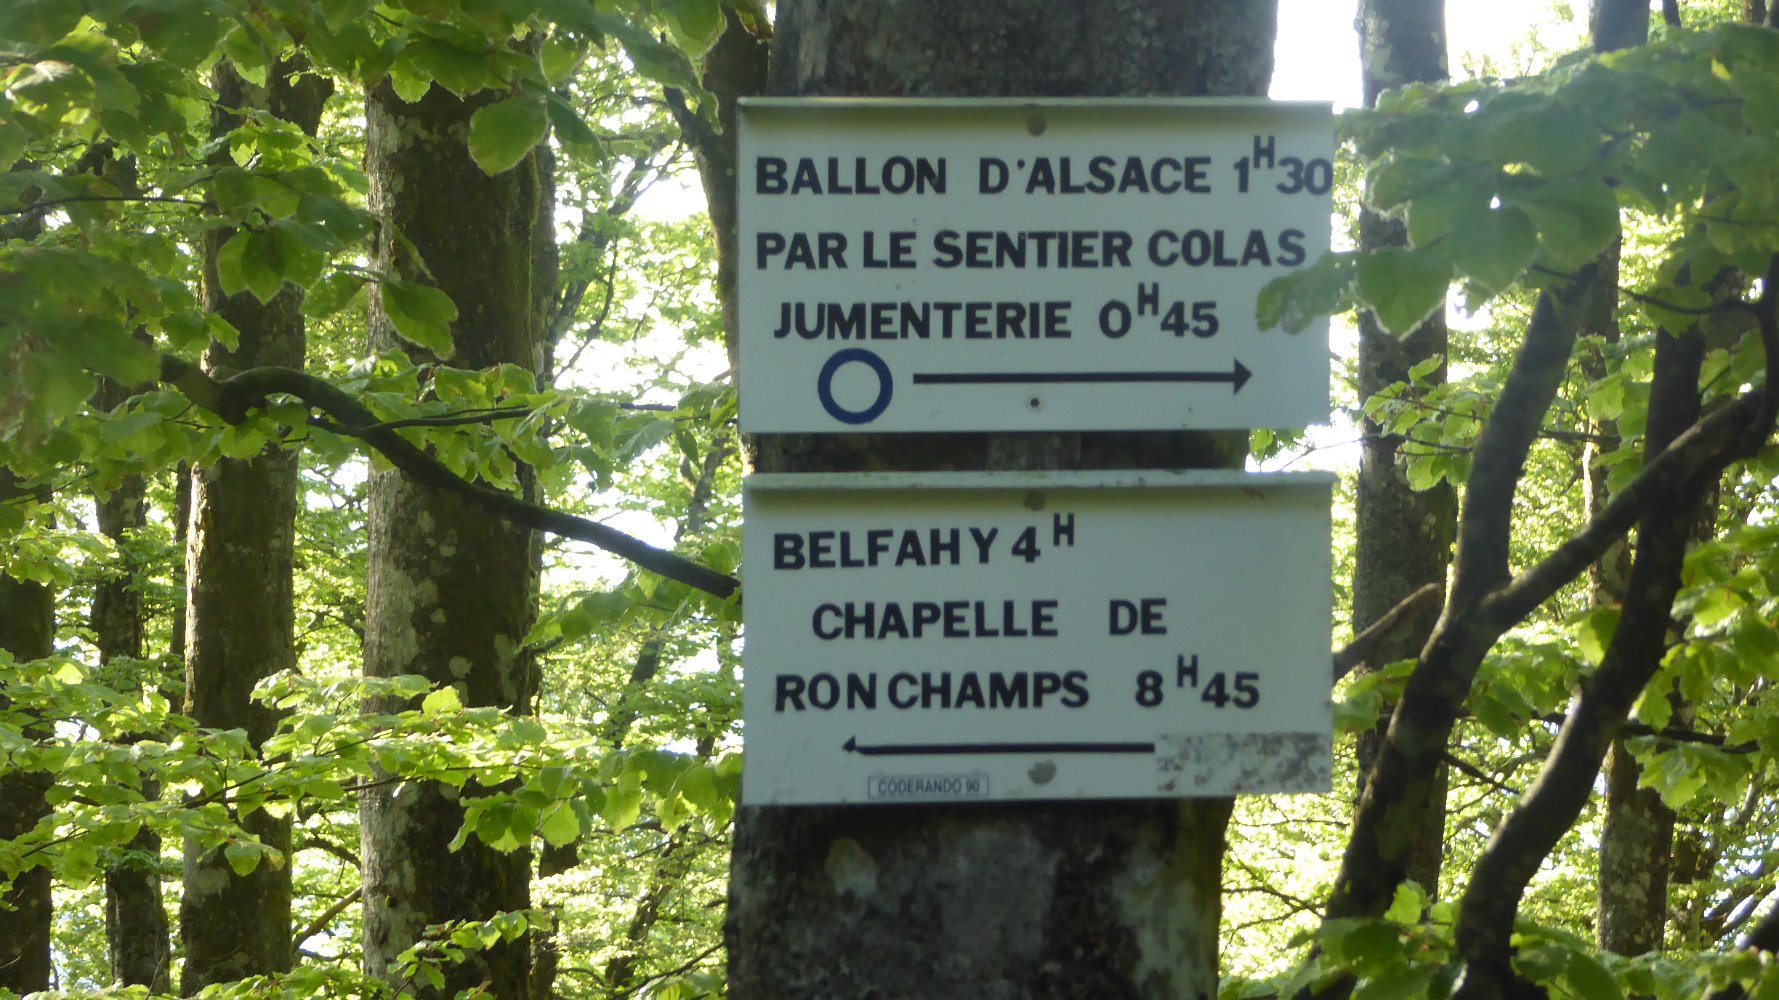 BALLON D'ALSACE 1H30
PAR LE SENTIER COLAS
JUMENTERIE 0H45
BELFAHY 4H
CHAPELLE DE
RONCHAMPS 8H45
CODERANDO 90